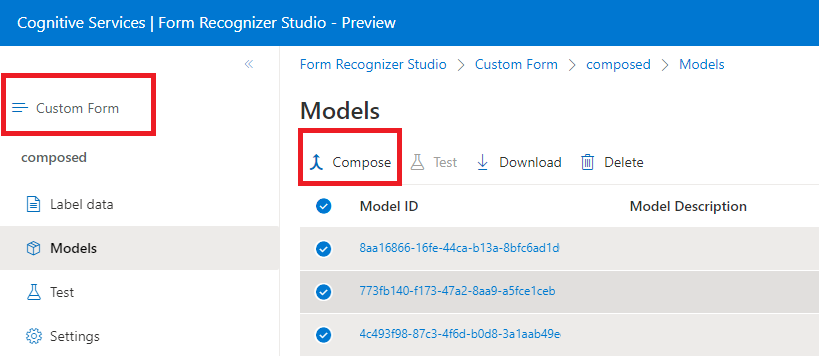 Cognitive Services | Form Recognizer Studio - Preview
Form Recognizer Studio > Custom Form > composed > Models
Custom Form
composed
Label data
Models
Test
Settings
Models
Compose
Test
Download
Delete
Model ID
Model Description
8aa16866-16fe-44ca-b13a-8bfc6ad1d
773fb140-f173-47a2-8aa9-a5fce1ceb
4c493f98-87c3-4f6d-b0d8-3a1aab49e